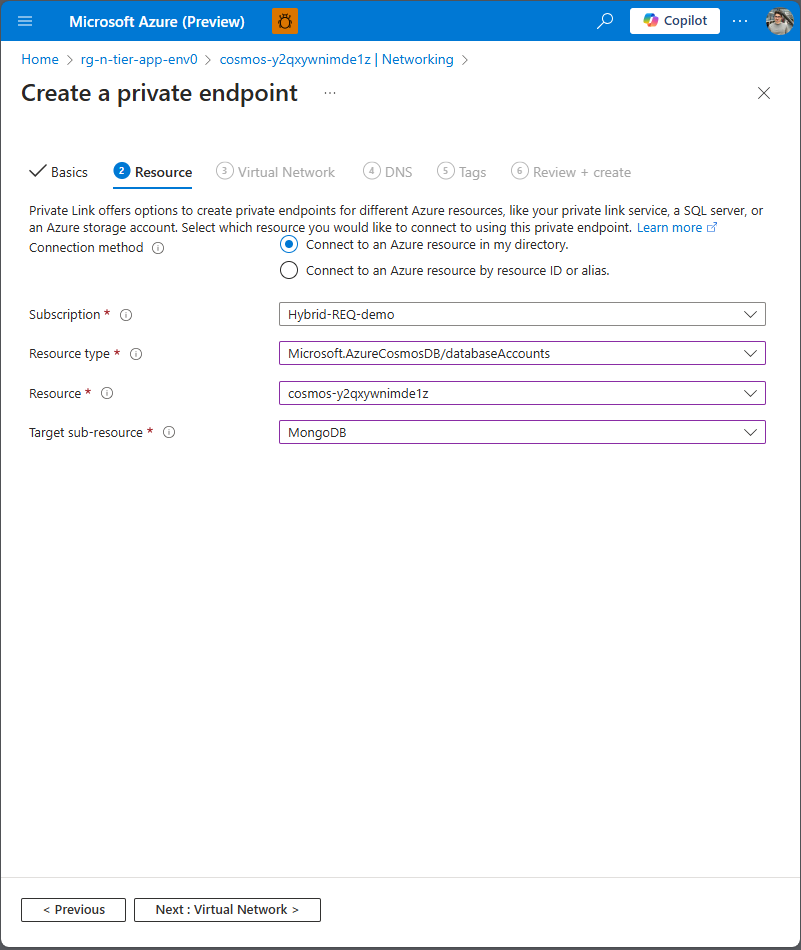 Microsoft Azure (Preview)
Copilot
Home > rg-n-tier-app-env0 > cosmos-y2qxywnimde1z | Networking >
Create a private endpoint ...
Basics
2 Resource
3 Virtual Network
4 DNS
5 Tags
6 Review + create
Private Link offers options to create private endpoints for different Azure resources, like your private link service, a SQL server, or
an Azure storage account. Select which resource you would like to connect to using this private endpoint. Learn more
Connection method
Connect to an Azure resource in my directory.
Connect to an Azure resource by resource ID or alias.
Subscription *
Hybrid-REQ-demo
Resource type *
Microsoft.AzureCosmosDB/databaseAccounts
Resource *
cosmos-y2qxywnimde1z
Target sub-resource *
MongoDB
< Previous
Next : Virtual Network >